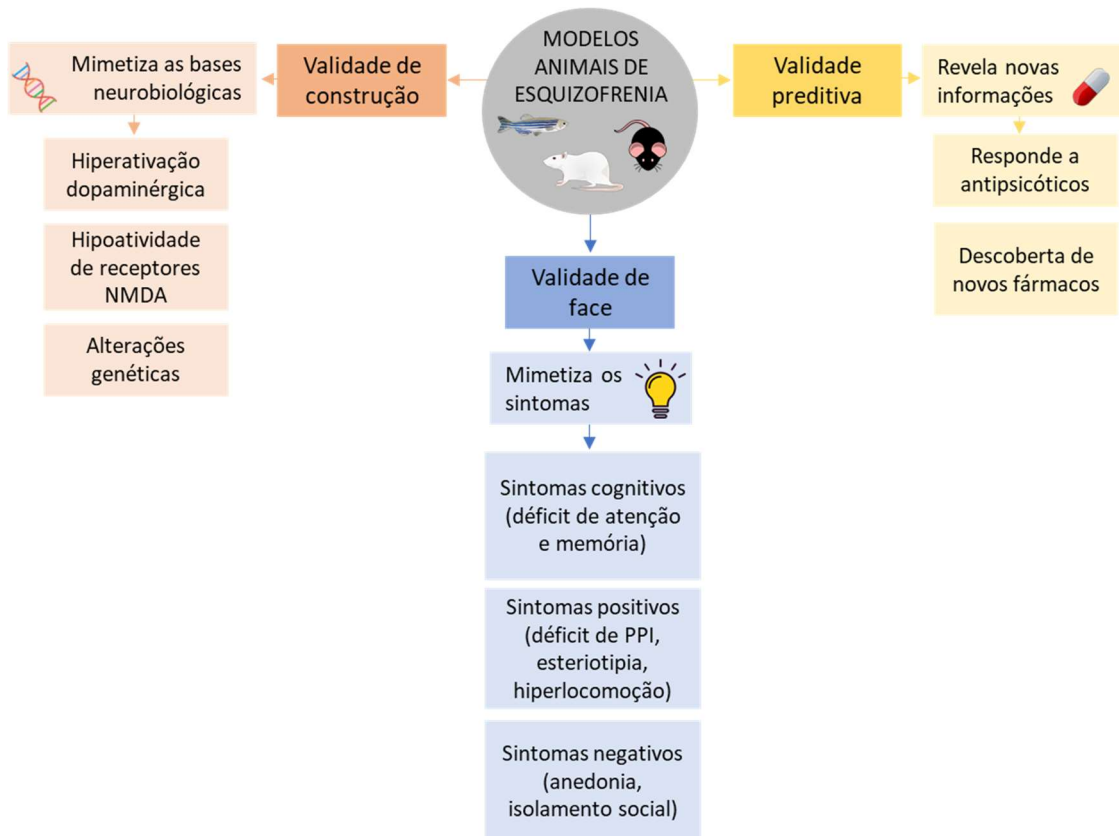 MODELOS
ANIMAIS DE
ESQUIZOFRENIA
Validade de
construção
Mimetiza as bases
neurobiológicas
Hiperativação
dopaminérgica
Hipoatividade
de receptores
NMDA
Alterações
genéticas
Validade de
face
Mimetiza os
sintomas
Sintomas cognitivos
(déficit de atenção
e memória)
Sintomas positivos
(déficit de PPI,
esteriotipia,
hiperlocomoção)
Sintomas negativos
(anedonia,
isolamento social)
Validade
preditiva
Revela novas
informações
Responde a
antipsicóticos
Descoberta de
novos fármacos